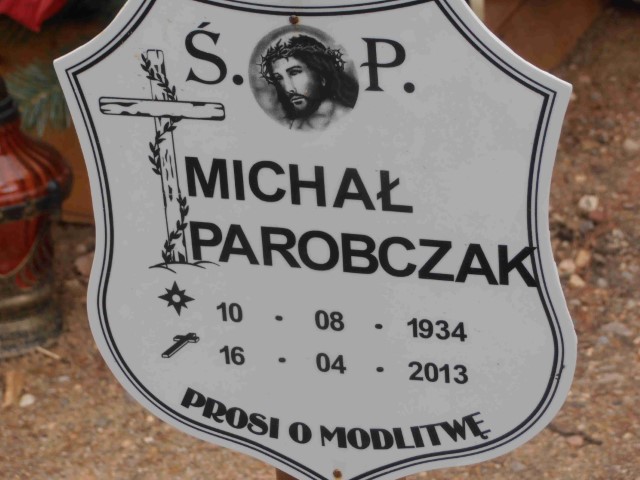 Ś. P.
MICHAŁ
PAROBCZAK
10 - 08 - 1934
16 - 04 - 2013
PROSI O MODLITWĘ